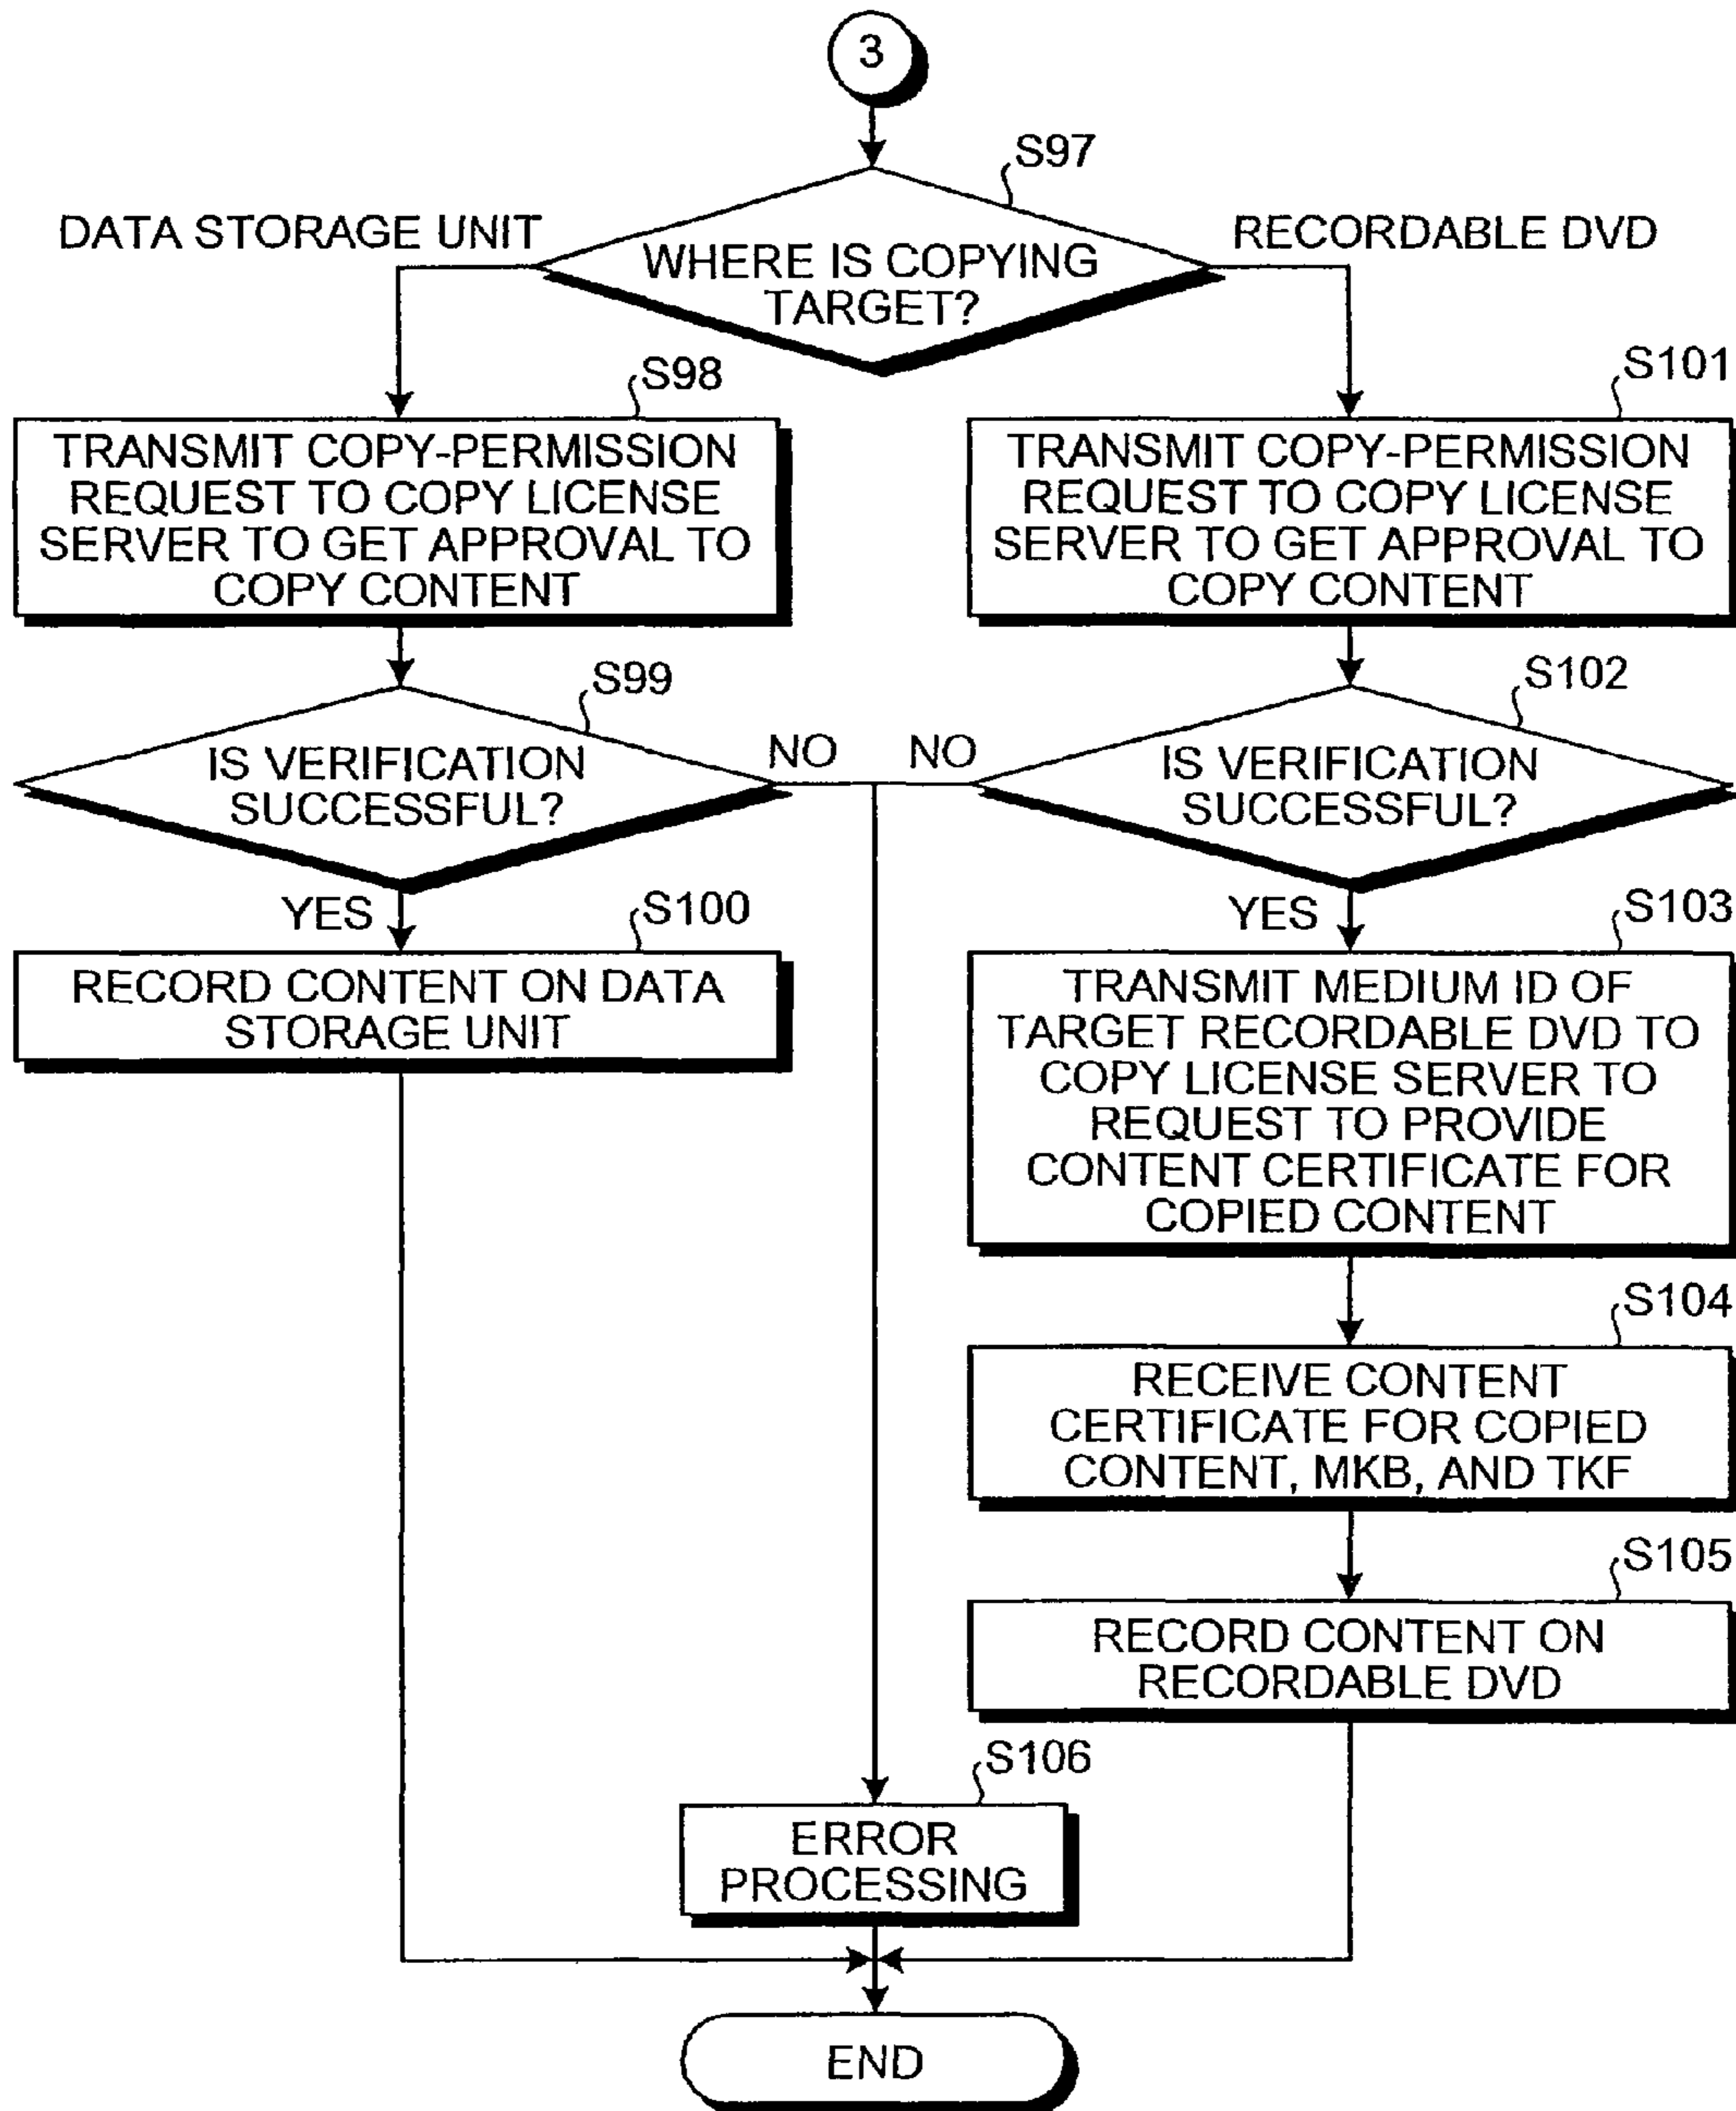 3
S97
DATA STORAGE UNIT
RECORDABLE DVD
WHERE IS COPYING
TARGET?
S98
TRANSMIT COPY-PERMISSION
REQUEST TO COPY LICENSE
SERVER TO GET APPROVAL TO
COPY CONTENT
S101
TRANSMIT COPY-PERMISSION
REQUEST TO COPY LICENSE
SERVER TO GET APPROVAL TO
COPY CONTENT
S99
IS VERIFICATION
SUCCESSFUL?
NO
NO
S102
IS VERIFICATION
SUCCESSFUL?
YES
S100
RECORD CONTENT ON DATA
STORAGE UNIT
YES
S103
TRANSMIT MEDIUM ID OF
TARGET RECORDABLE DVD TO
COPY LICENSE SERVER TO
REQUEST TO PROVIDE
CONTENT CERTIFICATE FOR
COPIED CONTENT
S104
RECEIVE CONTENT
CERTIFICATE FOR COPIED
CONTENT, MKB, AND TKF
S105
RECORD CONTENT ON
RECORDABLE DVD
S106
ERROR
PROCESSING
END